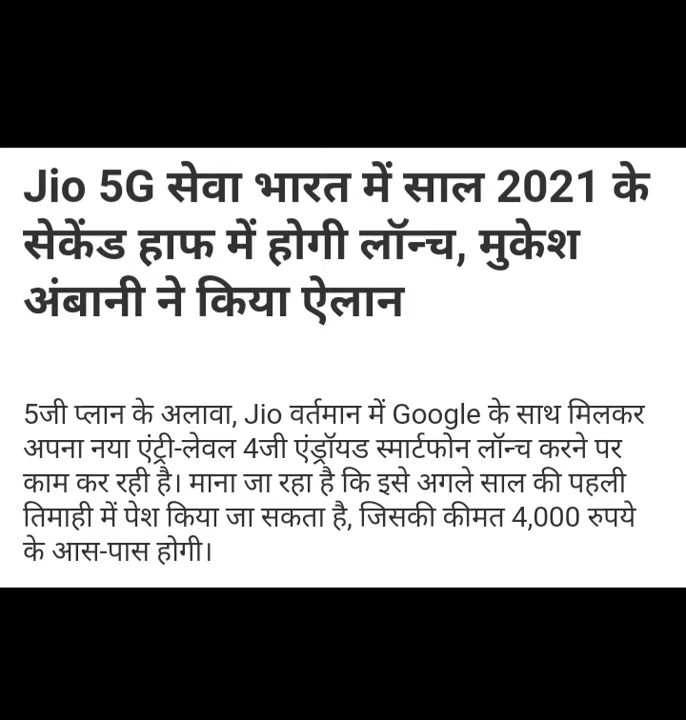 Jio 5G सेवा भारत में साल 2021 के
सेकेंड हाफ में होगी लॉन्च, मुकेश
अंबानी ने किया ऐलान
5जी प्लान के अलावा, Jio वर्तमान में Google के साथ मिलकर
अपना नया एंट्री-लेवल 4जी एंड्रॉयड स्मार्टफोन लॉन्च करने पर
काम कर रही है। माना जा रहा है कि इसे अगले साल की पहली
तिमाही में पेश किया जा सकता है, जिसकी कीमत 4,000 रुपये
के आस-पास होगी।